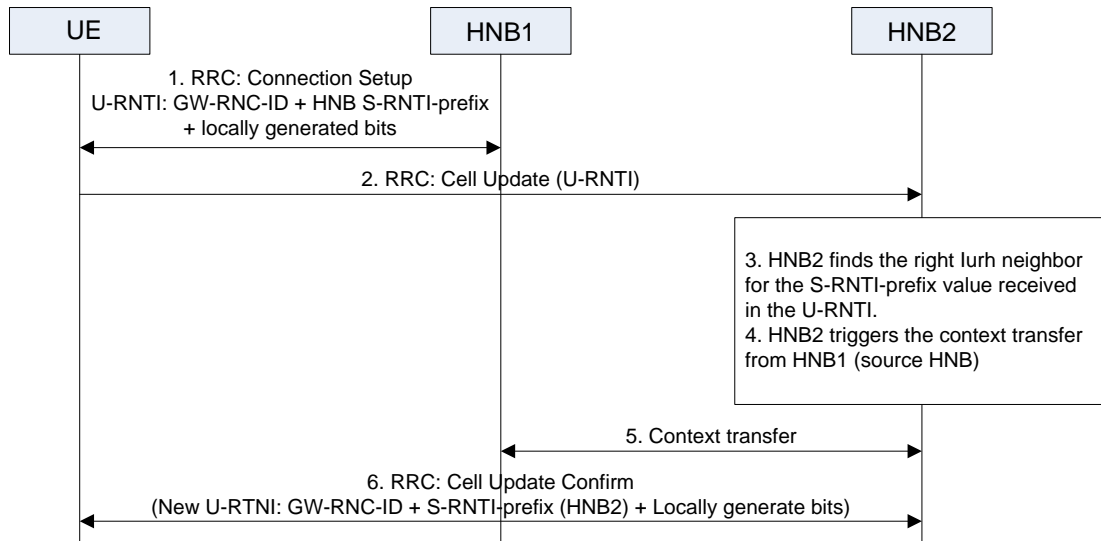 UE
HNB1
HNB2
1. RRC: Connection Setup
U-RNTI: GW-RNC-ID + HNB S-RNTI-prefix
+ locally generated bits
2. RRC: Cell Update (U-RNTI)
3. HNB2 finds the right Iurh neighbor
for the S-RNTI-prefix value received
in the U-RNTI.
4. HNB2 triggers the context transfer
from HNB1 (source HNB)
5. Context transfer
6. RRC: Cell Update Confirm
(New U-RTNI: GW-RNC-ID + S-RNTI-prefix (HNB2) + Locally generate bits)